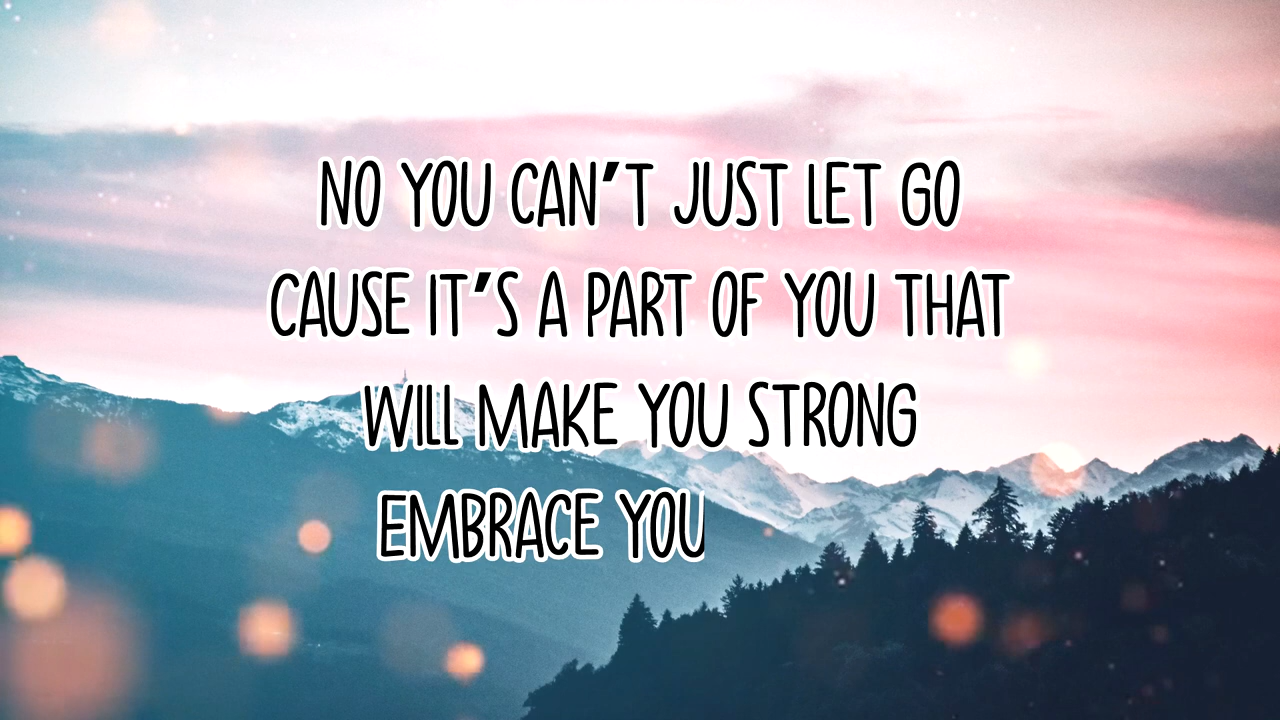 NO YOU CAN'T JUST LET GO
CAUSE IT'S A PART OF YOU THAT
WILL MAKE YOU STRONG
EMBRACE YOU